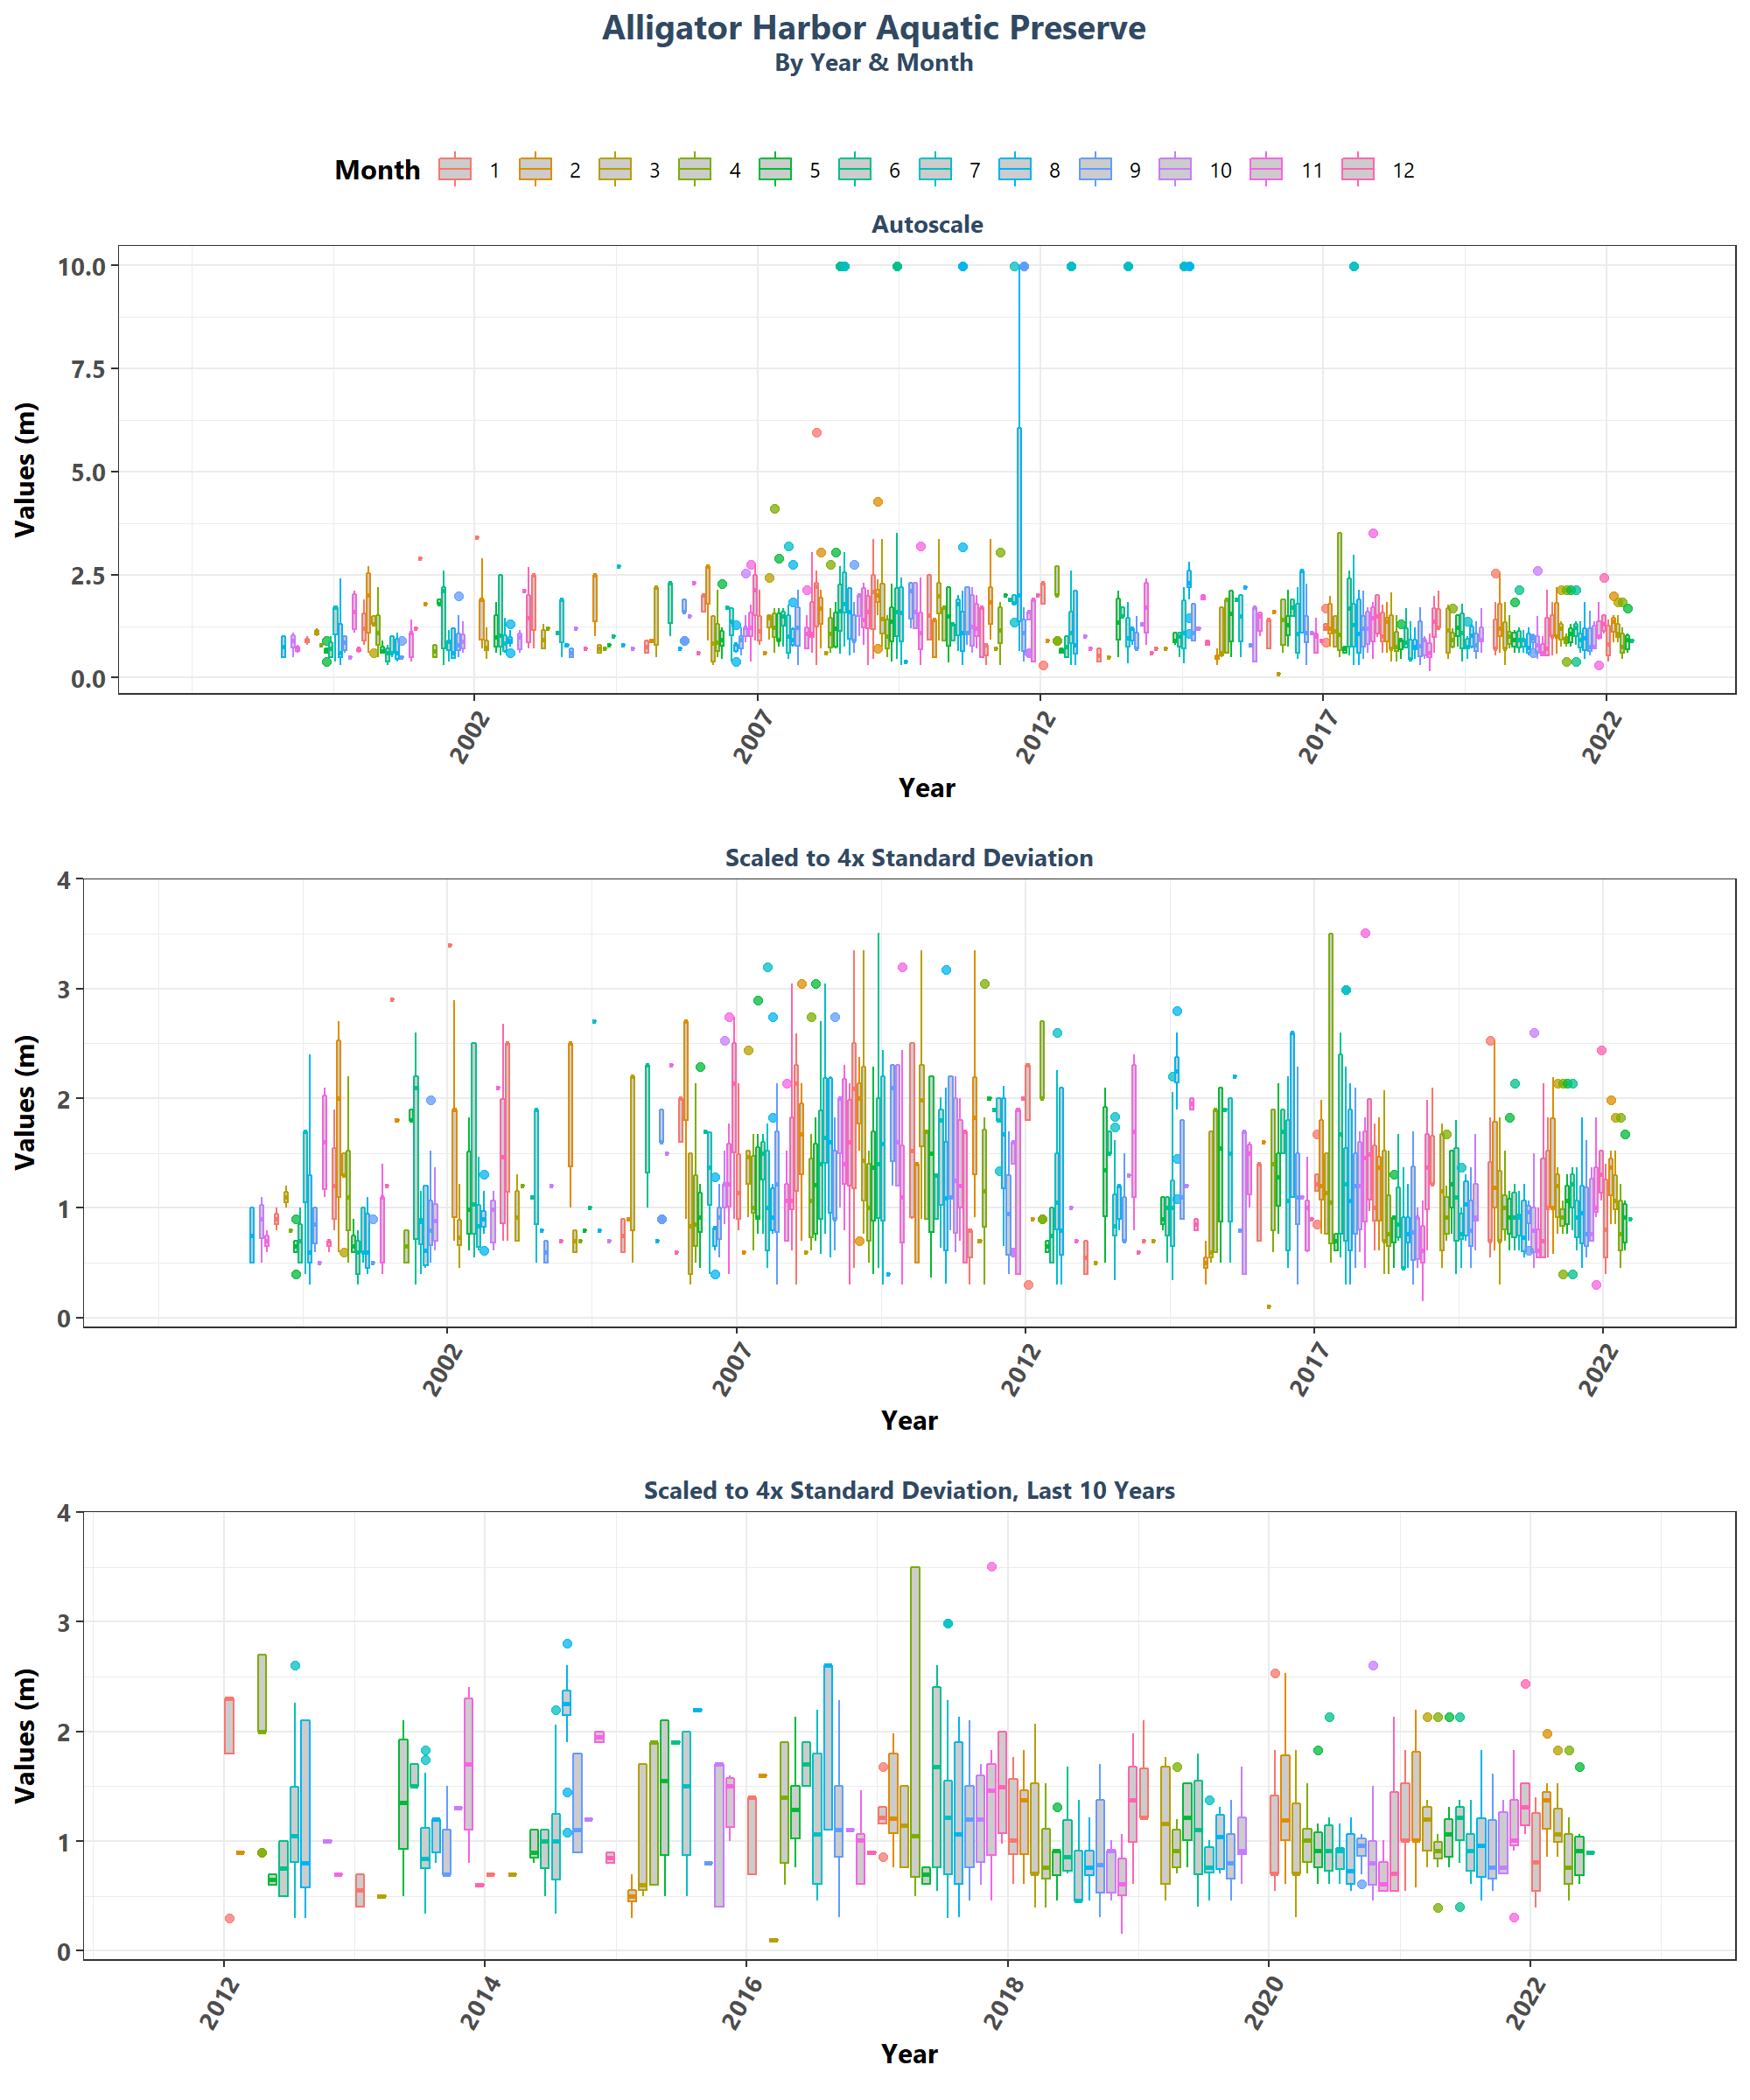 Alligator Harbor Aquatic Preserve
By Year & Month
Month 1 2 3 4 5 6 7 8 9 10 11 12
Autoscale
10.0
7.5
5.0
2.5
0.0
Values (m)
2002 2007 2012 2017 2022
Year
Scaled to 4x Standard Deviation
4
3
2
1
0
Values (m)
2002 2007 2012 2017 2022
Year
Scaled to 4x Standard Deviation, Last 10 Years
4
3
2
1
0
Values (m)
2012 2014 2016 2018 2020 2022
Year